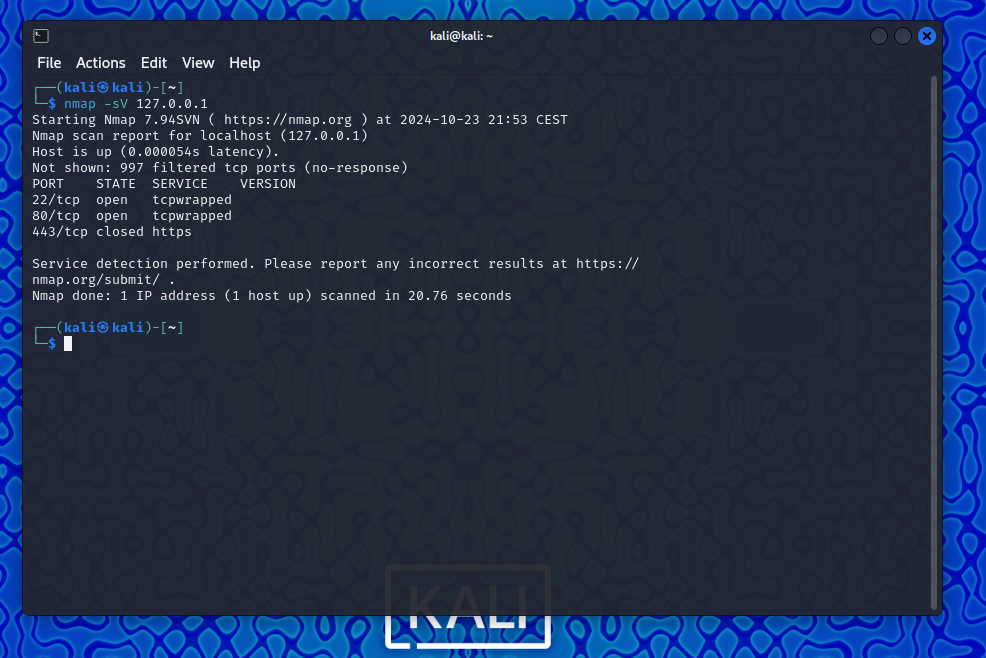 kali@kali: ~
File Actions Edit View Help
┌──(kali㉿kali)-[~]
└─$ nmap -sV 127.0.0.1
Starting Nmap 7.94SVN ( https://nmap.org ) at 2024-10-23 21:53 CEST
Nmap scan report for localhost (127.0.0.1)
Host is up (0.000054s latency).
Not shown: 997 filtered tcp ports (no-response)
PORT    STATE  SERVICE    VERSION
22/tcp  open   tcpwrapped
80/tcp  open   tcpwrapped
443/tcp closed https
Service detection performed. Please report any incorrect results at https://
nmap.org/submit/ .
Nmap done: 1 IP address (1 host up) scanned in 20.76 seconds
┌──(kali㉿kali)-[~]
└─$
KALI